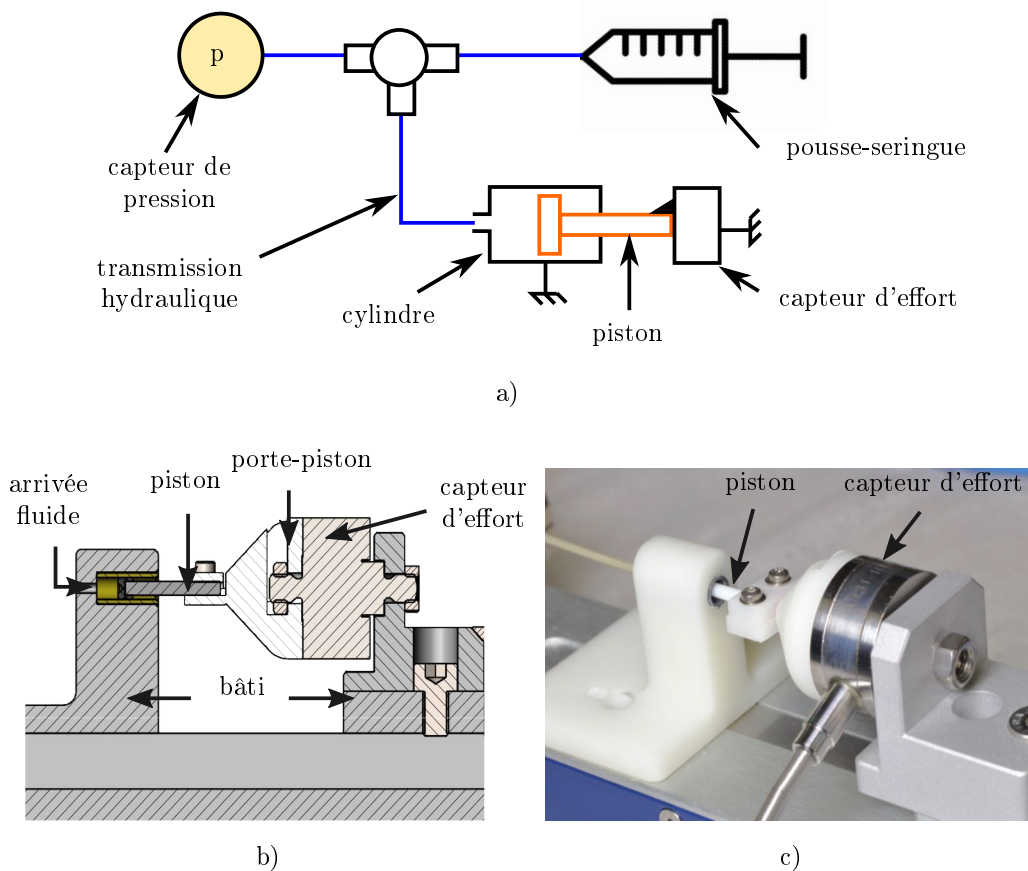 p
capteur de
pression
pousse-seringue
transmission
hydraulique
cylindre
piston
capteur d'effort
a)
arrivée
fluide
piston
porte-piston
capteur
d'effort
bâti
b)
piston
capteur d'effort
c)